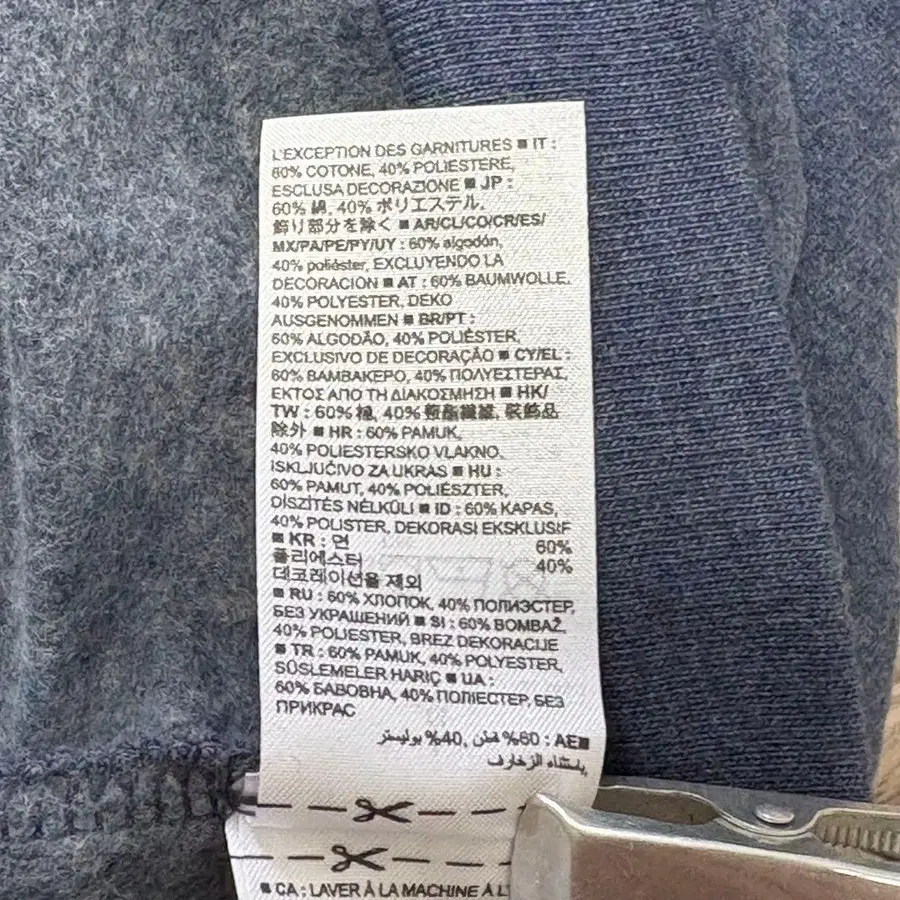 L'EXCEPTION DES GARNITURES ■ IT :
60% COTONE, 40% POLIESTERE,
ESCLUSA DECORAZIONE ■ JP :
60% 綿, 40% ポリエステル,
飾り部分を除く ■ AR/CL/CO/CR/ES/
MX/PA/PE/PY/UY : 60% algodón,
40% poliéster, EXCLUYENDO LA
DECORACION ■ AT : 60% BAUMWOLLE,
40% POLYESTER, DEKO
AUSGENOMMEN ■ BR/PT :
60% ALGODÃO, 40% POLIÉSTER,
EXCLUSIVO DE DECORAÇÃO ■ CY/EL :
60% ΒΑΜΒΑΚΕΡΟ, 40% ΠΟΛΥΕΣΤΕΡΑΣ,
ΕΚΤΟΣ ΑΠΟ ΤΗ ΔΙΑΚΟΣΜΗΣΗ ■ HK/
TW : 60% 棉, 40% 聚酯纖維, 裝飾品
除外 ■ HR : 60% PAMUK,
40% POLIESTERSKO VLAKNO,
ISKLJUČIVO ZA UKRAS ■ HU :
60% PAMUT, 40% POLIÉSZTER,
DÍSZÍTÉS NÉLKÜLI ■ ID : 60% KAPAS,
40% POLISTER, DEKORASI EKSKLUSIF
■ KR : 면 60%
폴리에스터 40%
데코레이션을 제외
■ RU : 60% ХЛОПОК, 40% ПОЛИЭСТЕР,
БЕЗ УКРАШЕНИЙ ■ SI : 60% BOMBAŽ,
40% POLIESTER, BREZ DEKORACIJE
■ TR : 60% PAMUK, 40% POLYESTER,
SÜSLEMELER HARIÇ ■ UA :
60% БАВОВНА, 40% ПОЛІЕСТЕР, БЕЗ
ПРИКРАС
■AE : 60% قطن, 40% بوليستر
باستثناء الزخارف,
■ CA : LAVER À LA MACHINE À L'